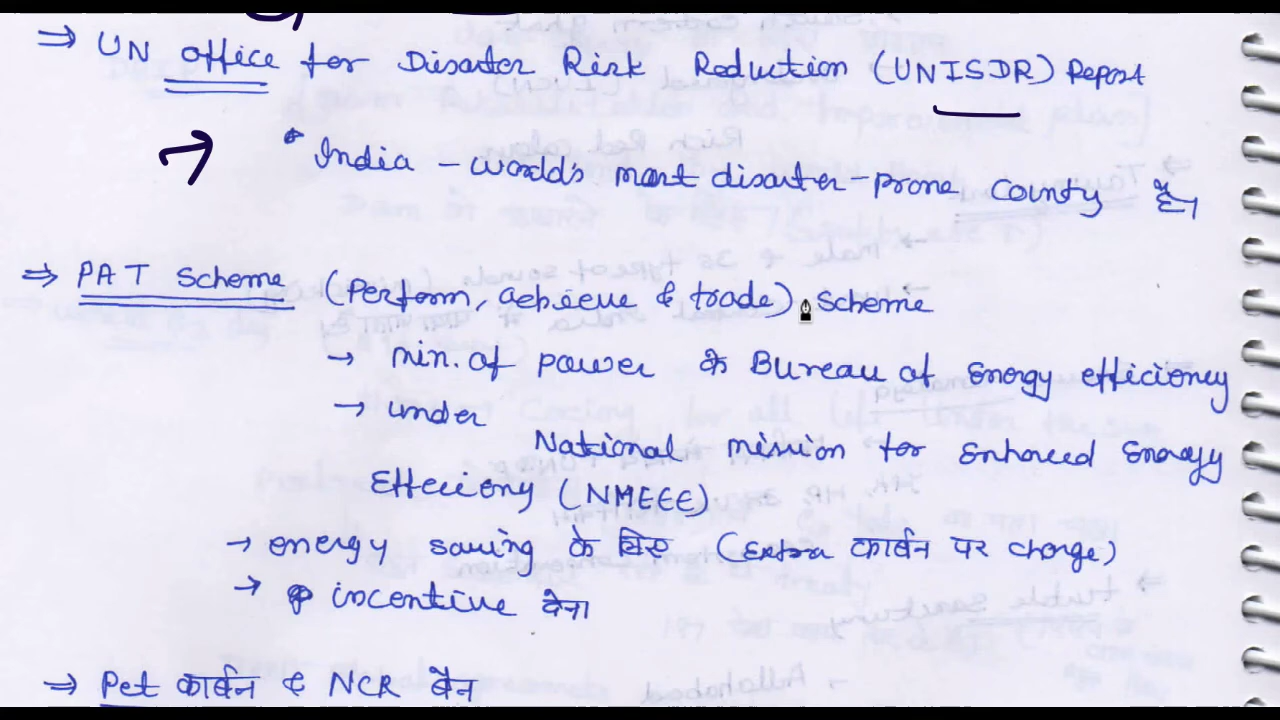 ⇒ UN office for Disaster Risk Reduction (UNISDR) Report
→ • India - world's most disaster-prone county है।
⇒ PAT Scheme (Perform, achieve & trade) Scheme
→ min. of power के Bureau of Energy efficiency
→ under
National mission for Enhaced Energy
Effeciency (NMEEE)
→ energy saving के लिए (Extra कार्बन पर charge)
→ incentive देना
⇒ Pet कार्बन & NCR बैन